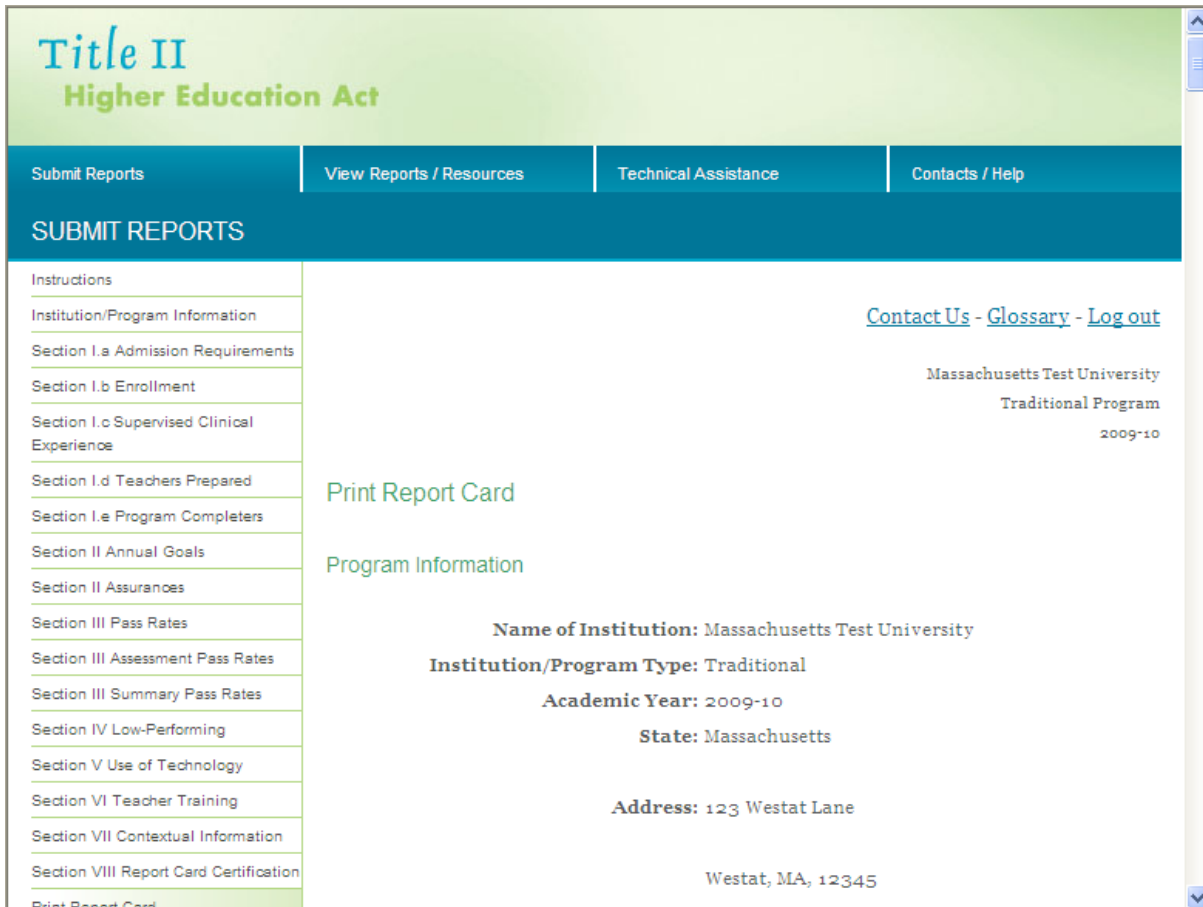 Title II
Higher Education Act
Submit Reports
View Reports / Resources
Technical Assistance
Contacts / Help
SUBMIT REPORTS
Instructions
Institution/Program Information
Section I.a Admission Requirements
Section I.b Enrollment
Section I.c Supervised Clinical
Experience
Section I.d Teachers Prepared
Section I.e Program Completers
Section II Annual Goals
Section II Assurances
Section III Pass Rates
Section III Assessment Pass Rates
Section III Summary Pass Rates
Section IV Low-Performing
Section V Use of Technology
Section VI Teacher Training
Section VII Contextual Information
Section VIII Report Card Certification
Print Report Card
Contact Us - Glossary - Log out
Massachusetts Test University
Traditional Program
2009-10
Print Report Card
Program Information
Name of Institution: Massachusetts Test University
Institution/Program Type: Traditional
Academic Year: 2009-10
State: Massachusetts
Address: 123 Westat Lane
Westat, MA, 12345